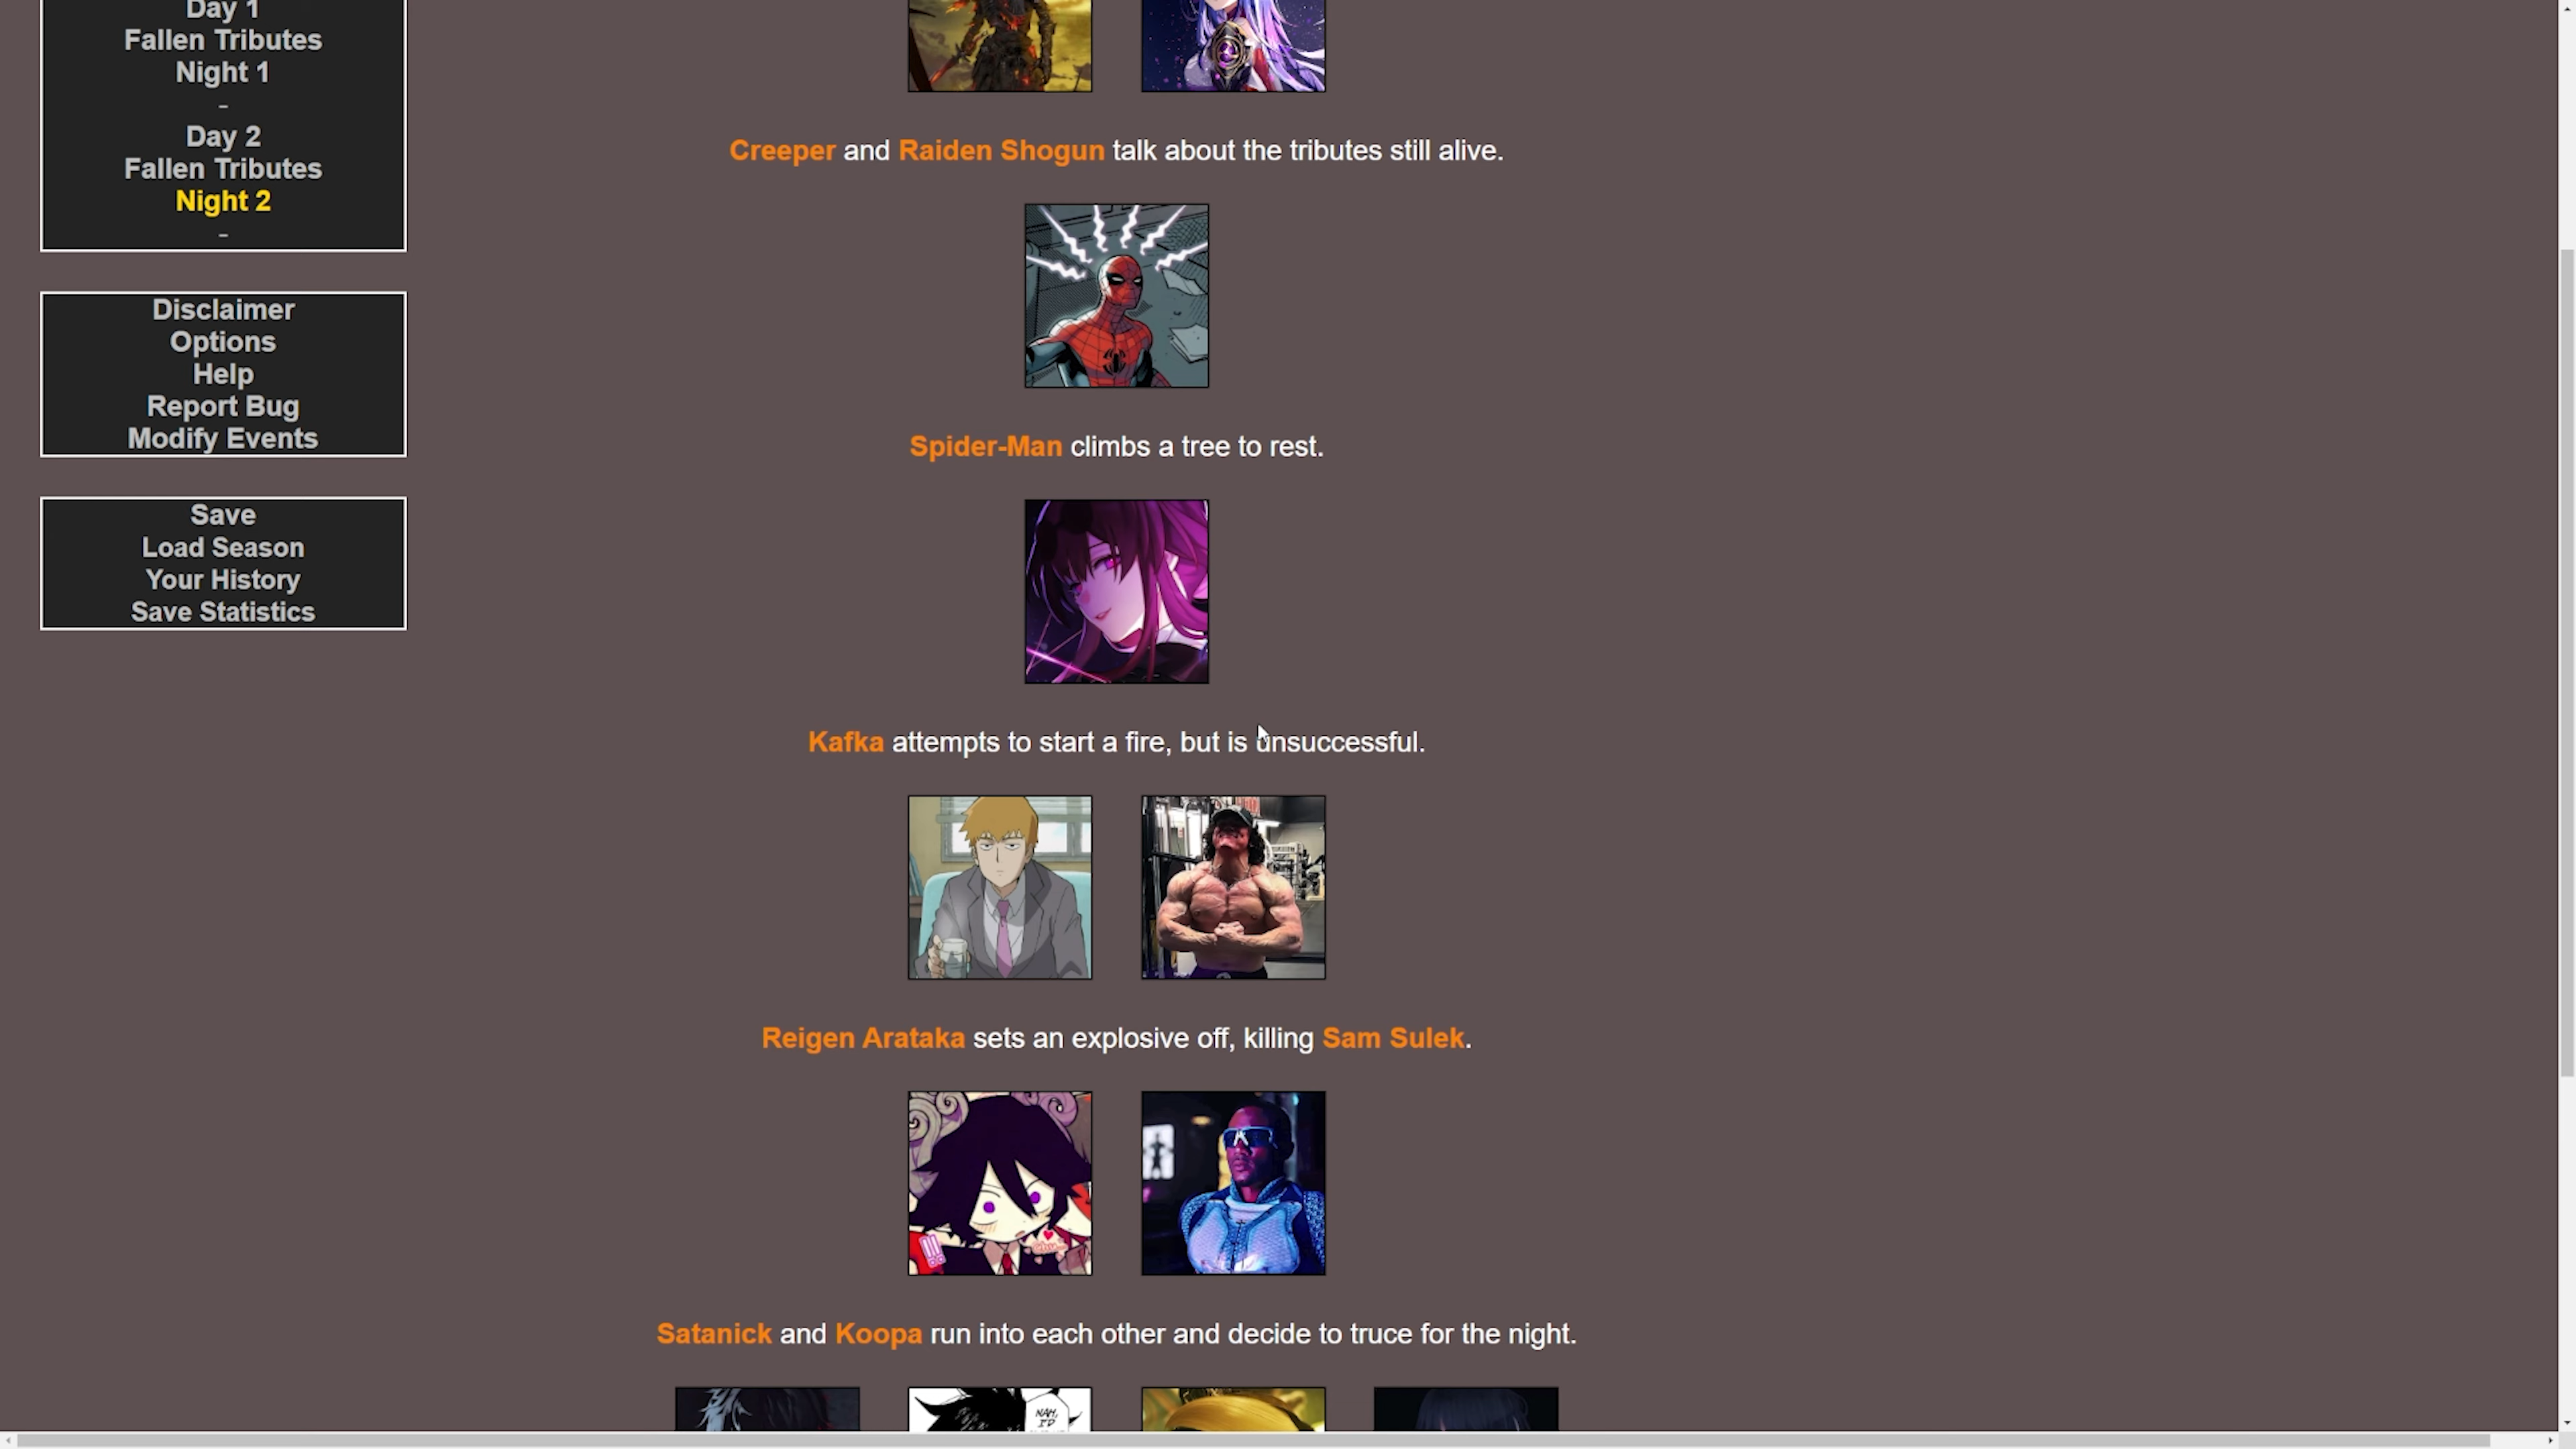 Day 1
Fallen Tributes
Night 1
-
Day 2
Fallen Tributes
Night 2
-
Disclaimer
Options
Help
Report Bug
Modify Events
Save
Load Season
Your History
Save Statistics
Creeper and Raiden Shogun talk about the tributes still alive.
Spider-Man climbs a tree to rest.
Kafka attempts to start a fire, but is unsuccessful.
Reigen Arataka sets an explosive off, killing Sam Sulek.
Satanick and Koopa run into each other and decide to truce for the night.
NAH,
I'D